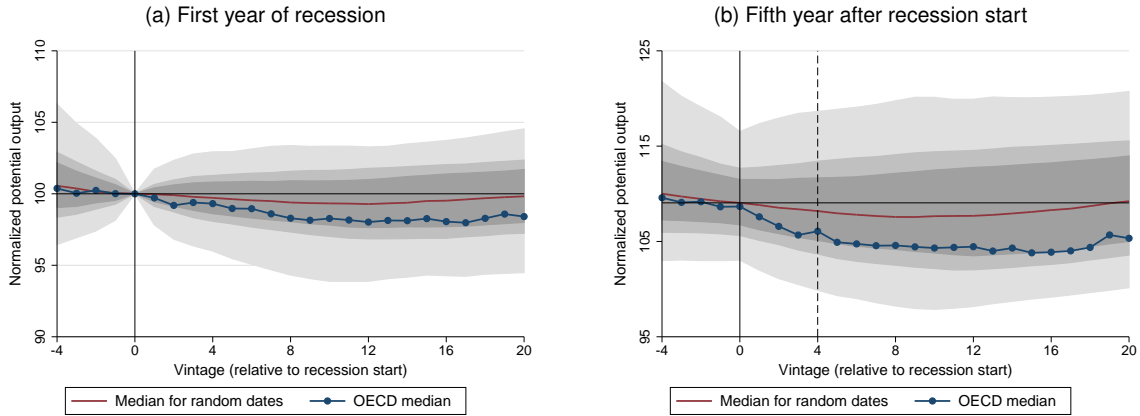 (a) First year of recession
Normalized potential output
110
105
100
95
90
-4 0 4 8 12 16 20
Vintage (relative to recession start)
Median for random dates OECD median
(b) Fifth year after recession start
Normalized potential output
125
115
105
95
-4 0 4 8 12 16 20
Vintage (relative to recession start)
Median for random dates OECD median